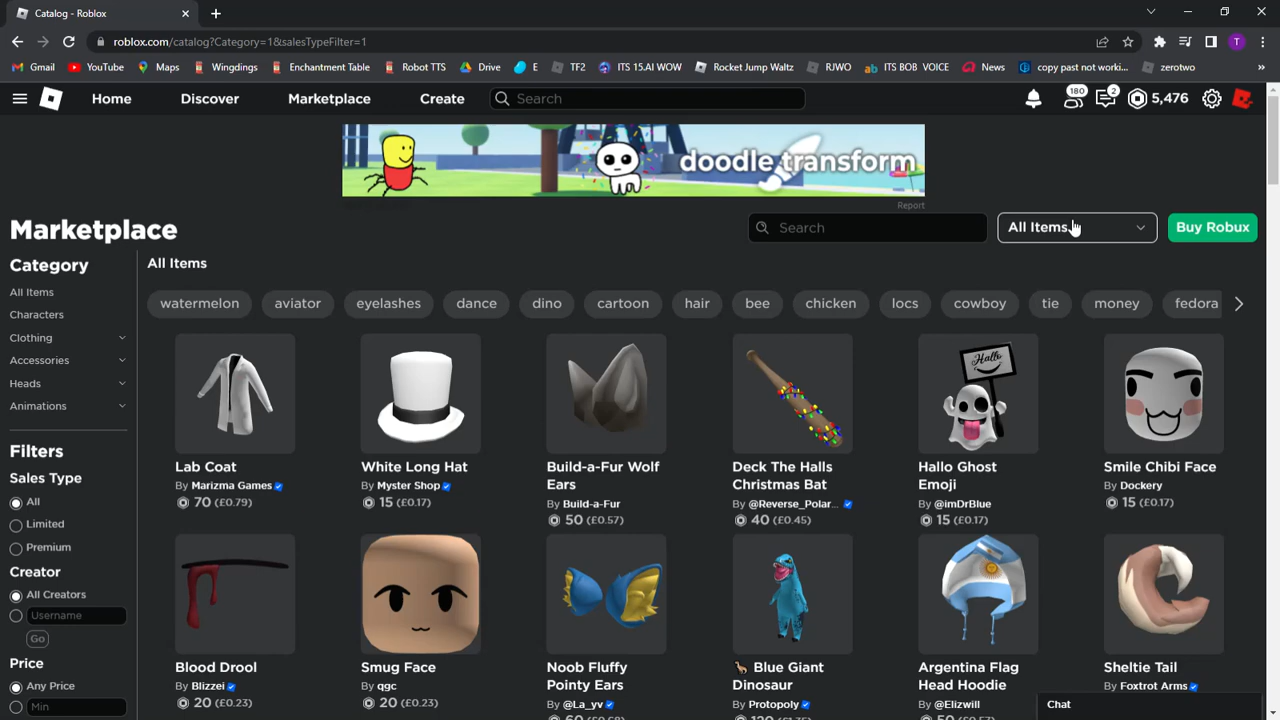 Catalog - Roblox
roblox.com/catalog?Category=1&salesTypeFilter=1
T
Gmail YouTube Maps Wingdings Enchantment Table Robot TTS Drive E TF2 ITS 15.AI WOW Rocket Jump Waltz RJWO ITS BOB VOICE News copy past not worki... zerotwo »
Home Discover Marketplace Create Search 180 2 5,476
doodle transform
Report
Marketplace Search All Items Buy Robux
Category
All Items
Characters
Clothing
Accessories
Heads
Animations
Filters
Sales Type
All
Limited
Premium
Creator
All Creators
Username
Go
Price
Any Price
Min
All Items
watermelon aviator eyelashes dance dino cartoon hair bee chicken locs cowboy tie money fedora
Lab Coat
By Marizma Games
70 (£0.79)
White Long Hat
By Myster Shop
15 (£0.17)
Build-a-Fur Wolf
Ears
By Build-a-Fur
50 (£0.57)
Deck The Halls
Christmas Bat
By @Reverse_Polar...
40 (£0.45)
Hallo
Hallo Ghost
Emoji
By @imDrBlue
15 (£0.17)
Smile Chibi Face
By Dockery
15 (£0.17)
Blood Drool
By Blizzei
20 (£0.23)
Smug Face
By qgc
20 (£0.23)
Noob Fluffy
Pointy Ears
By @La_yv
Blue Giant
Dinosaur
By Protopoly
Argentina Flag
Head Hoodie
By @Elizwill
Sheltie Tail
By Foxtrot Arms
Chat